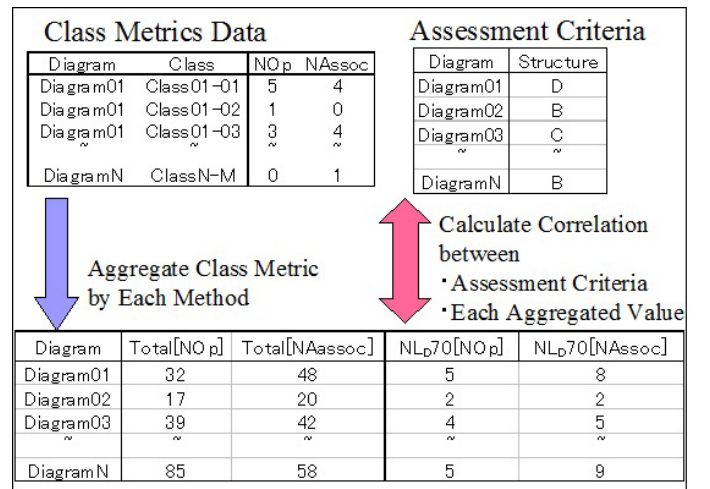 Class Metrics Data
Diagram Class NOp NAssoc
Diagram01 Class01-01 5 4
Diagram01 Class01-02 1 0
Diagram01 Class01-03 3 4
~ ~ ~ ~
DiagramN ClassN-M 0 1
Assessment Criteria
Diagram Structure
Diagram01 D
Diagram02 B
Diagram03 C
~ ~
DiagramN B
Aggregate Class Metric
by Each Method
Calculate Correlation
between
・Assessment Criteria
・Each Aggregated Value
Diagram Total[NOp] Total[NAassoc] NL_D70[NOp] NL_D70[NAssoc]
Diagram01 32 48 5 8
Diagram02 17 20 2 2
Diagram03 39 42 4 5
~ ~ ~ ~ ~
DiagramN 85 58 5 9